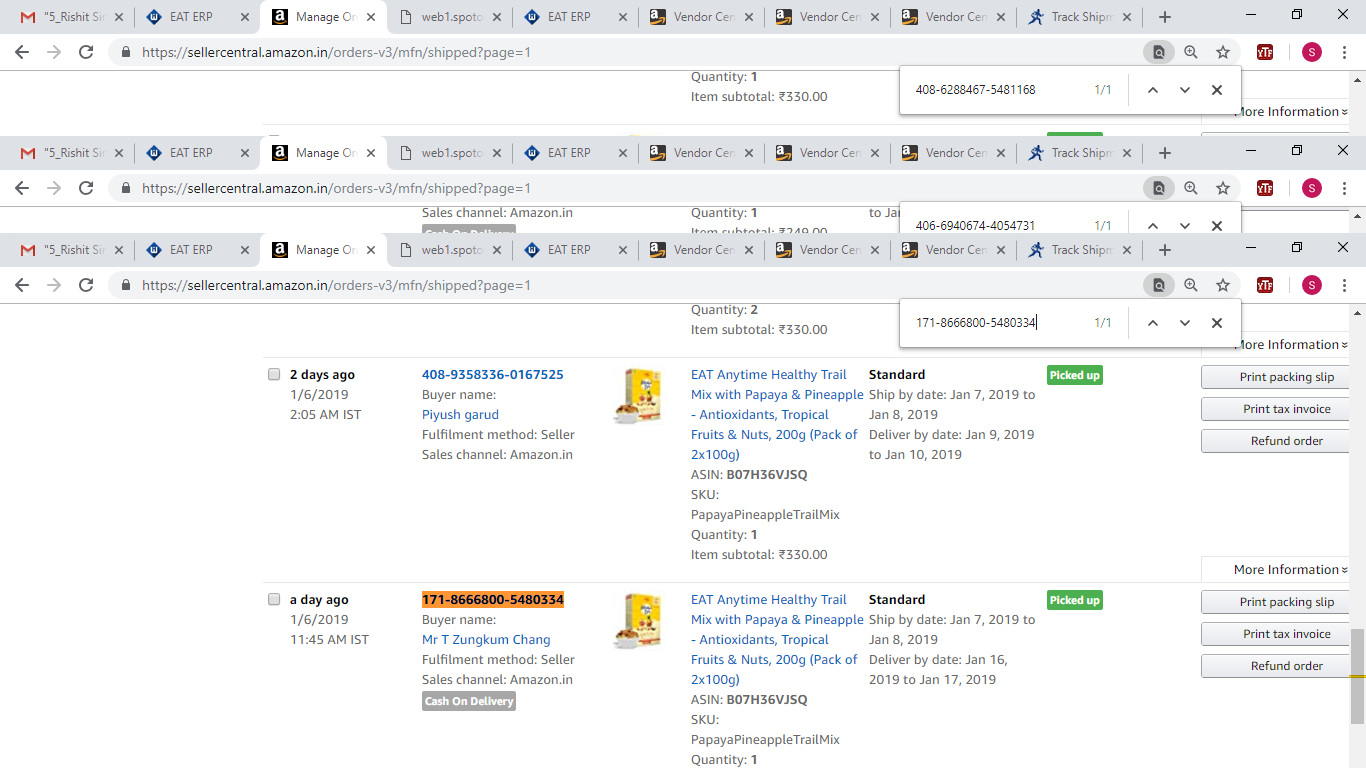 "5_Rishit Sir
EAT ERP
Manage Or
web1.spoto
EAT ERP
Vendor Cen
Vendor Cen
Vendor Cen
Track Shipm
https://sellercentral.amazon.in/orders-v3/mfn/shipped?page=1
YTF
S
408-6288467-5481168
1/1
Quantity: 1
Item subtotal: ₹330.00
More Information
"5_Rishit Sir
EAT ERP
Manage Or
web1.spoto
EAT ERP
Vendor Cen
Vendor Cen
Vendor Cen
Track Shipm
https://sellercentral.amazon.in/orders-v3/mfn/shipped?page=1
YTF
S
406-6940674-4054731
1/1
Sales channel: Amazon.in
Cash On Delivery
Quantity: 1
Item subtotal: ₹249.00
to Jan
"5_Rishit Sir
EAT ERP
Manage Or
web1.spoto
EAT ERP
Vendor Cen
Vendor Cen
Vendor Cen
Track Shipm
https://sellercentral.amazon.in/orders-v3/mfn/shipped?page=1
YTF
S
171-8666800-5480334
1/1
Quantity: 2
Item subtotal: ₹330.00
More Information
2 days ago
1/6/2019
2:05 AM IST
408-9358336-0167525
Buyer name:
Piyush garud
Fulfilment method: Seller
Sales channel: Amazon.in
EAT Anytime Healthy Trail
Mix with Papaya & Pineapple
- Antioxidants, Tropical
Fruits & Nuts, 200g (Pack of
2x100g)
ASIN: B07H36VJSQ
SKU:
PapayaPineappleTrailMix
Quantity: 1
Item subtotal: ₹330.00
Standard
Ship by date: Jan 7, 2019 to
Jan 8, 2019
Deliver by date: Jan 9, 2019
to Jan 10, 2019
Picked up
Print packing slip
Print tax invoice
Refund order
More Information
a day ago
1/6/2019
11:45 AM IST
171-8666800-5480334
Buyer name:
Mr T Zungkum Chang
Fulfilment method: Seller
Sales channel: Amazon.in
Cash On Delivery
EAT Anytime Healthy Trail
Mix with Papaya & Pineapple
- Antioxidants, Tropical
Fruits & Nuts, 200g (Pack of
2x100g)
ASIN: B07H36VJSQ
SKU:
PapayaPineappleTrailMix
Quantity: 1
Standard
Ship by date: Jan 7, 2019 to
Jan 8, 2019
Deliver by date: Jan 16,
2019 to Jan 17, 2019
Picked up
Print packing slip
Print tax invoice
Refund order